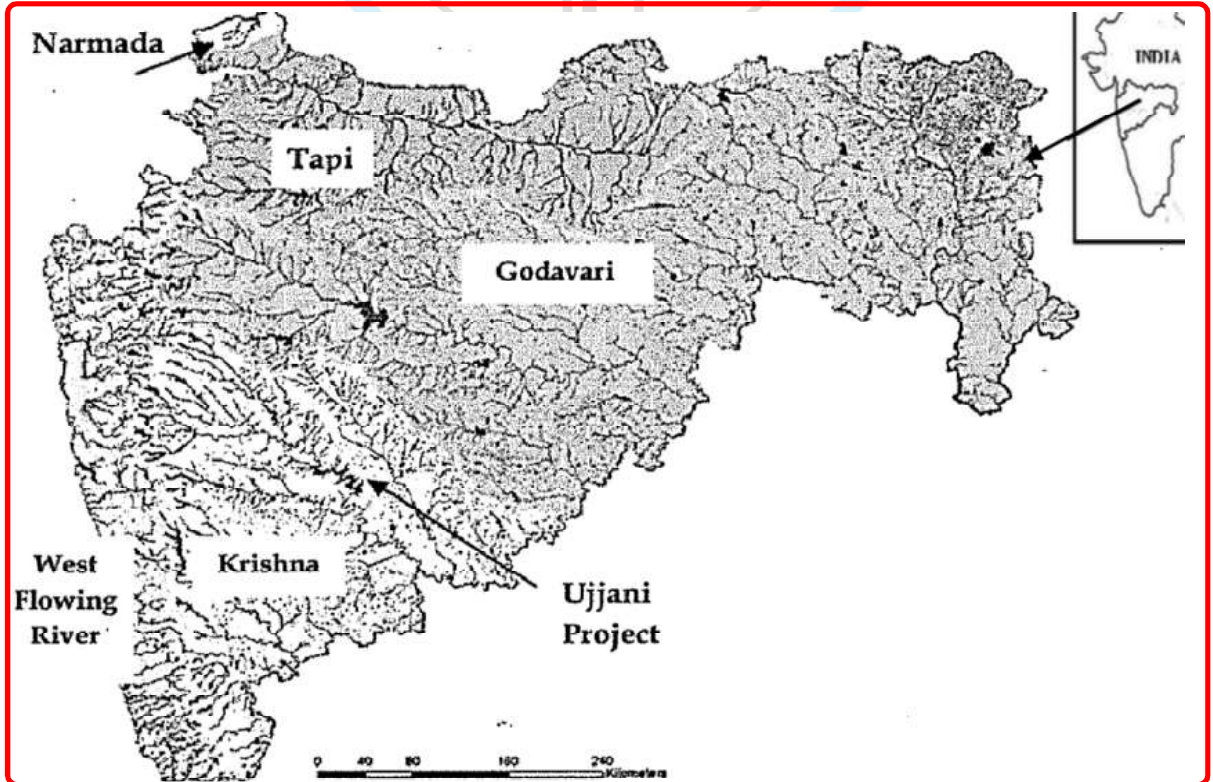 Narmada
INDIA
Tapi
Godavari
West
Flowing
River
Krishna
Ujjani
Project
0 40 80 160 240
Kilometers